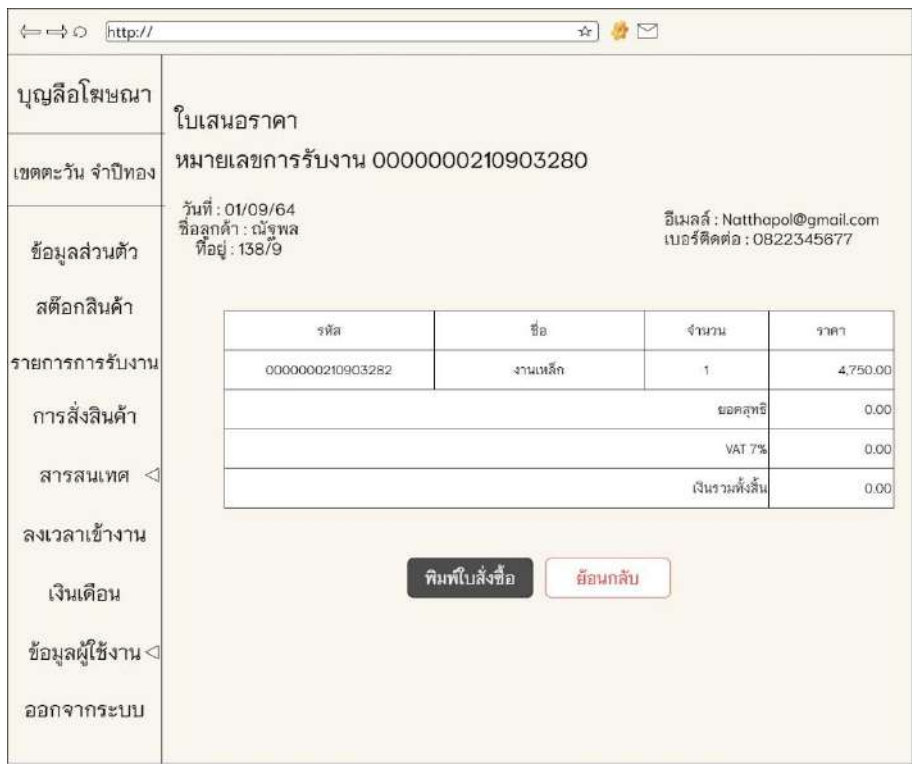 http://
บุญลือโฆษณา
เขตตะวัน จำปีทอง
ข้อมูลส่วนตัว
สต๊อกสินค้า
รายการการรับงาน
การสั่งสินค้า
สารสนเทศ
ลงเวลาเข้างาน
เงินเดือน
ข้อมูลผู้ใช้งาน
ออกจากระบบ
ใบเสนอราคา
หมายเลขการรับงาน 0000000210903280
วันที่ : 01/09/64
ชื่อลูกค้า : ณัฐพล
ที่อยู่ : 138/9
อีเมลล์ : Natthapol@gmail.com
เบอร์ติดต่อ : 0822345677
รหัส ชื่อ จำนวน ราคา
0000000210903282 งานเหล็ก 1 4,750.00
ยอดสุทธิ 0.00
VAT 7% 0.00
เงินรวมทั้งสิ้น 0.00
พิมพ์ใบสั่งซื้อ ย้อนกลับ